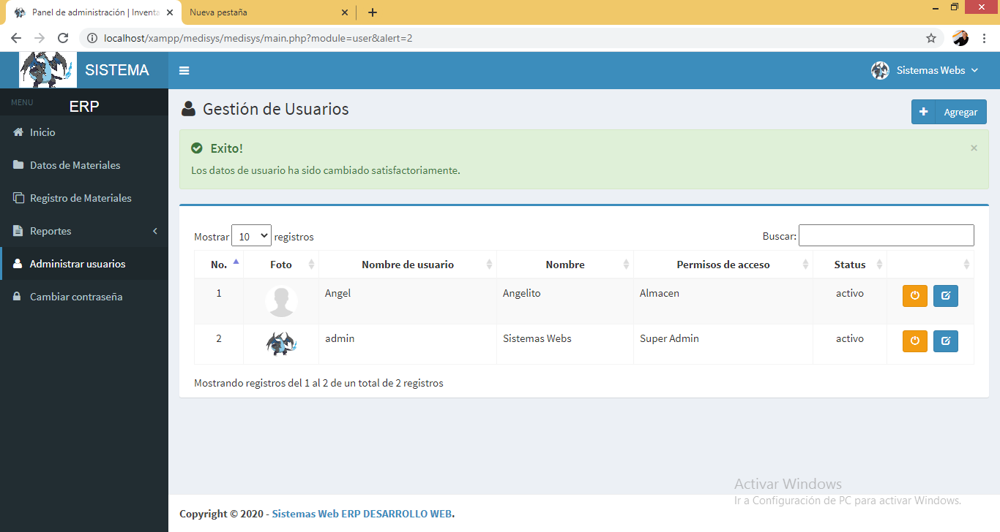 Panel de administración | Inventa
Nueva pestaña
localhost/xampp/medisys/medisys/main.php?module=user&alert=2
SISTEMA
Sistemas Webs
MENU
ERP
Inicio
Datos de Materiales
Registro de Materiales
Reportes
Administrar usuarios
Cambiar contraseña
Gestión de Usuarios
Agregar
Exito!
Los datos de usuario ha sido cambiado satisfactoriamente.
Mostrar 10 registros
Buscar:
No. Foto Nombre de usuario Nombre Permisos de acceso Status
1 Angel Angelito Almacen activo
2 admin Sistemas Webs Super Admin activo
Mostrando registros del 1 al 2 de un total de 2 registros
Activar Windows
Ir a Configuración de PC para activar Windows.
Copyright © 2020 - Sistemas Web ERP DESARROLLO WEB.